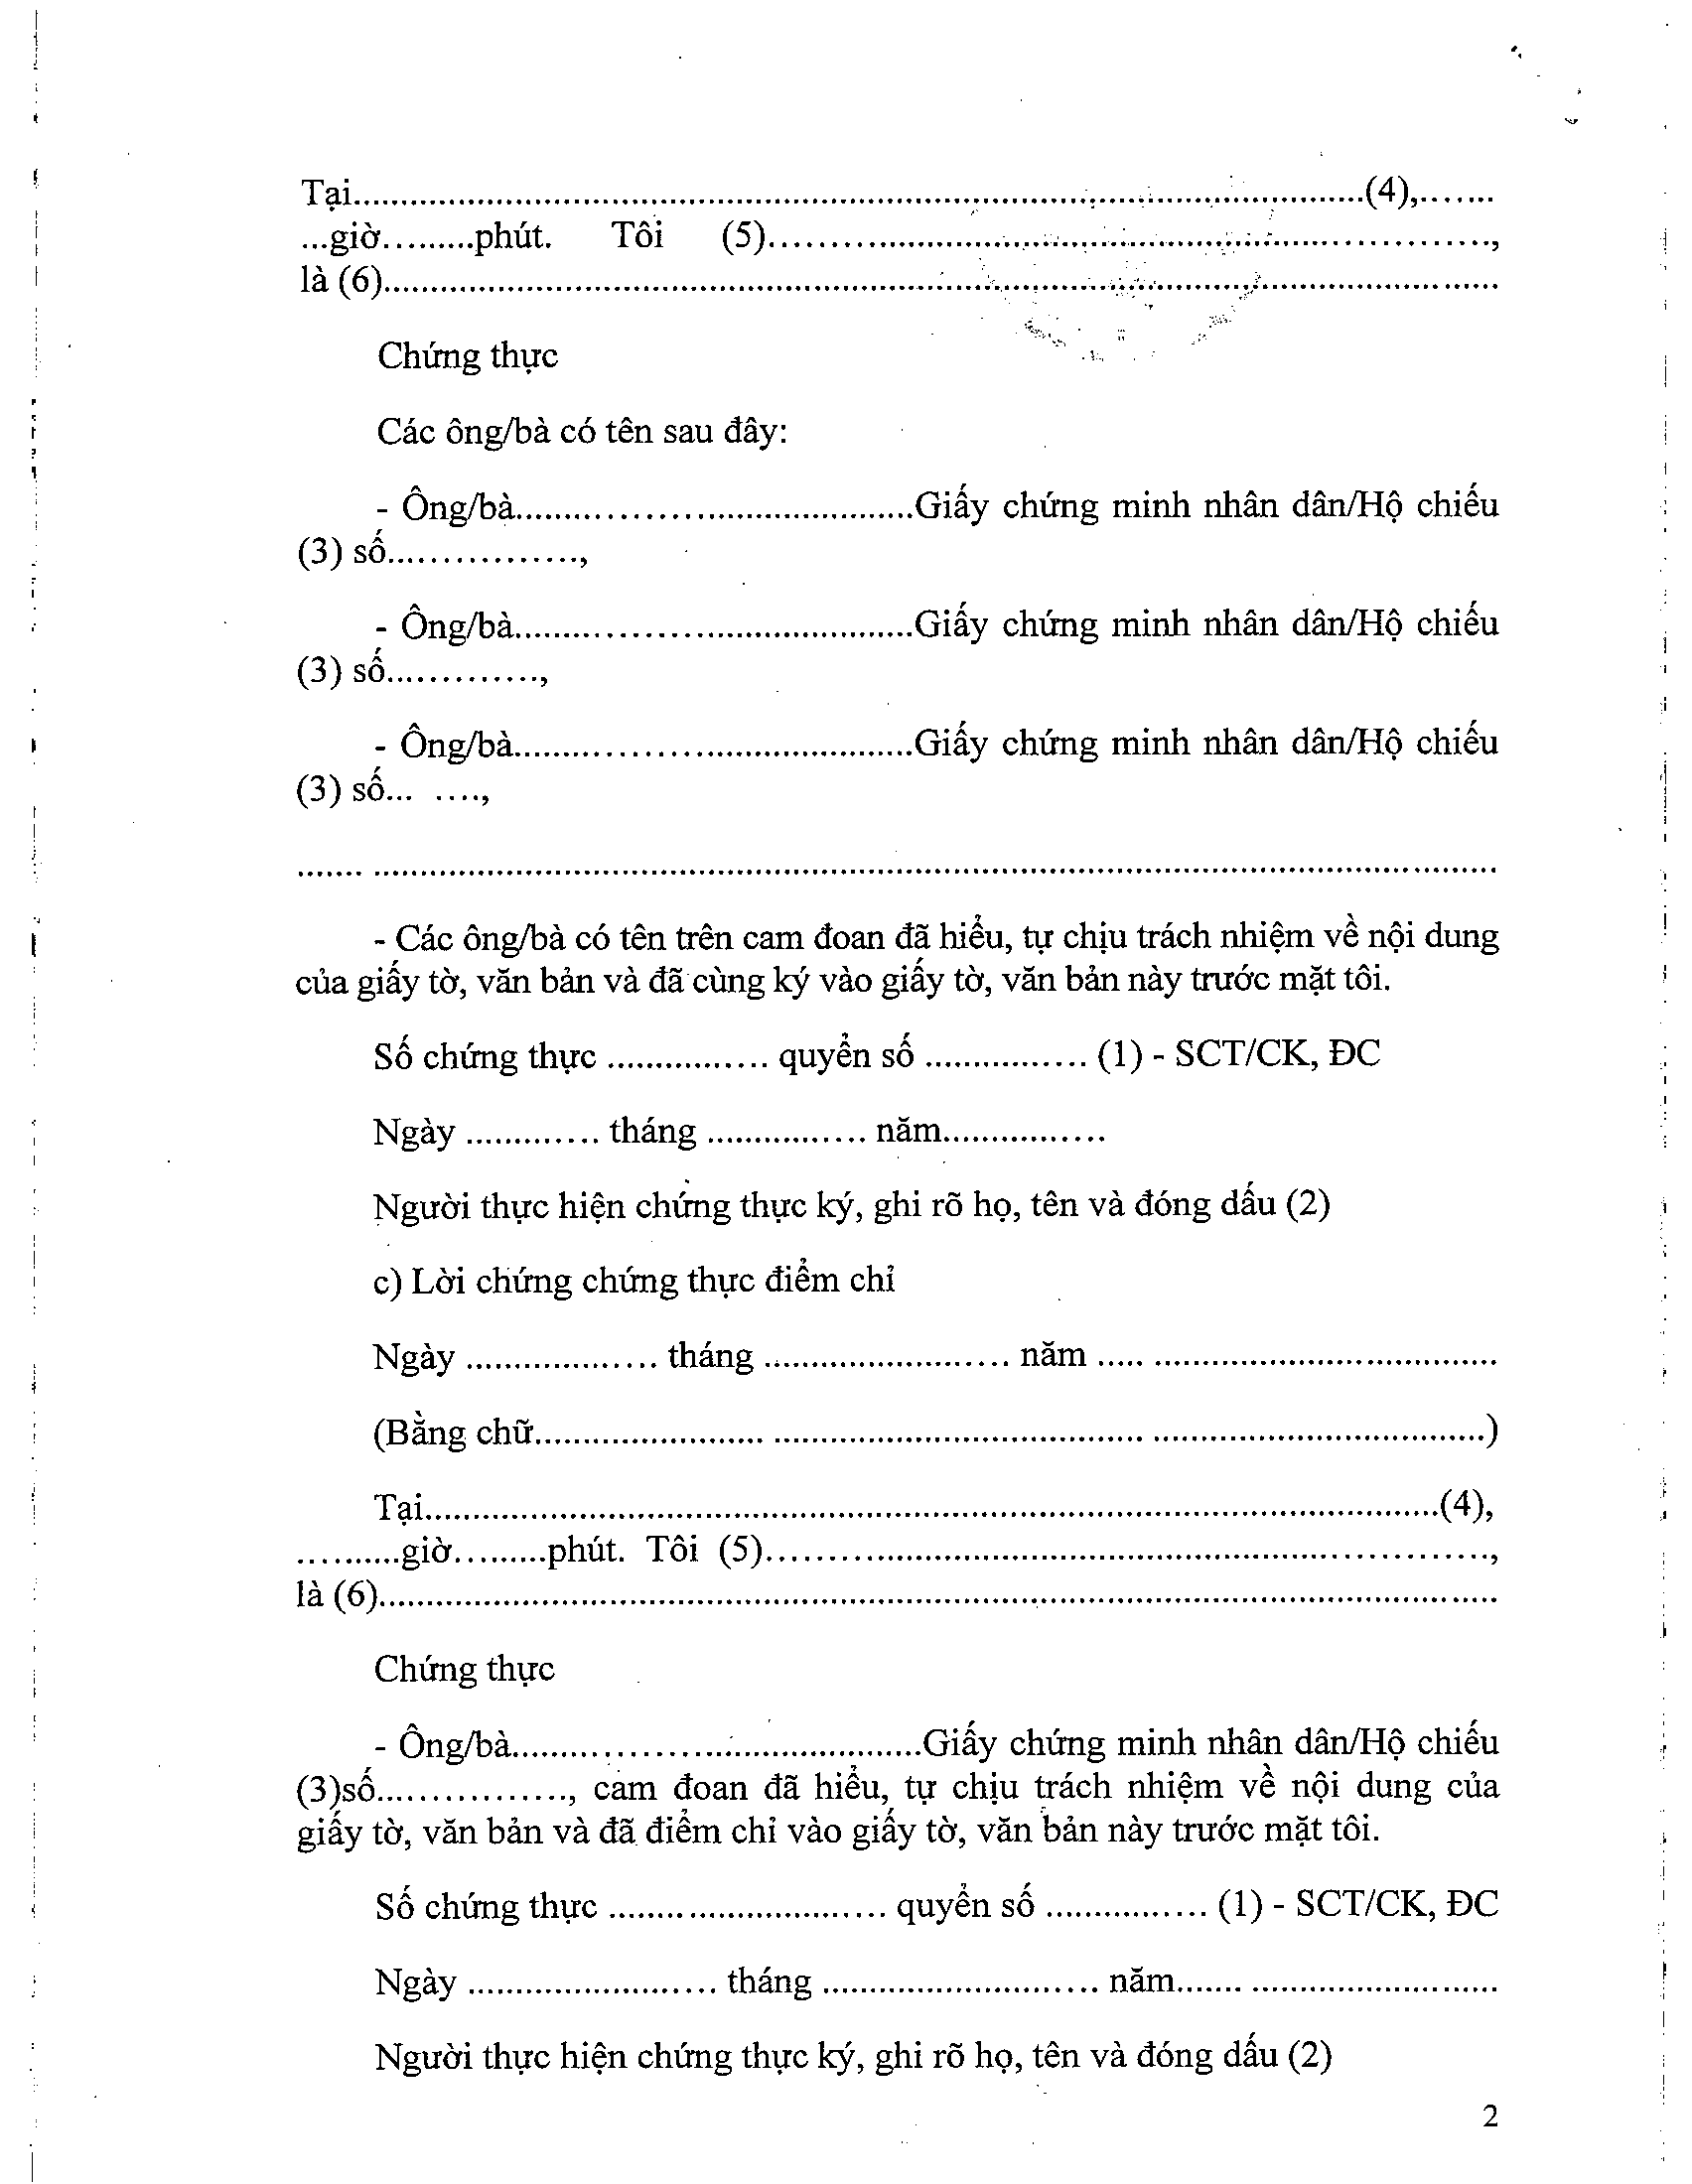 Tại....................................................................................................(4),.......
...giờ.........phút. Tôi (5)........................................................................,
là (6)...............................................................................................................
Chứng thực
Các ông/bà có tên sau đây:
- Ông/bà........................................Giấy chứng minh nhân dân/Hộ chiếu
(3) số...................,
- Ông/bà........................................Giấy chứng minh nhân dân/Hộ chiếu
(3) số...............,
- Ông/bà........................................Giấy chứng minh nhân dân/Hộ chiếu
(3) số... ....,
....... ................................................................................................................
- Các ông/bà có tên trên cam đoan đã hiểu, tự chịu trách nhiệm về nội dung
của giấy tờ, văn bản và đã cùng ký vào giấy tờ, văn bản này trước mặt tôi.
Số chứng thực ................ quyển số ................ (1) - SCT/CK, ĐC
Ngày ............. tháng ................ năm................
Người thực hiện chứng thực ký, ghi rõ họ, tên và đóng dấu (2)
c) Lời chứng chứng thực điểm chỉ
Ngày ................... tháng ........................ năm ..... ..................................
(Bằng chữ....................... ..................................... .................................)
Tại.....................................................................................................(4),
..........giờ.........phút. Tôi (5)........................................................................,
là (6)...............................................................................................................
Chứng thực
- Ông/bà.........................................Giấy chứng minh nhân dân/Hộ chiếu
(3)số..................., cam đoan đã hiểu, tự chịu trách nhiệm về nội dung của
giấy tờ, văn bản và đã điểm chỉ vào giấy tờ, văn bản này trước mặt tôi.
Số chứng thực ............................ quyển số ................ (1) - SCT/CK, ĐC
Ngày ......................... tháng ............................ năm....... .........................
Người thực hiện chứng thực ký, ghi rõ họ, tên và đóng dấu (2)
2